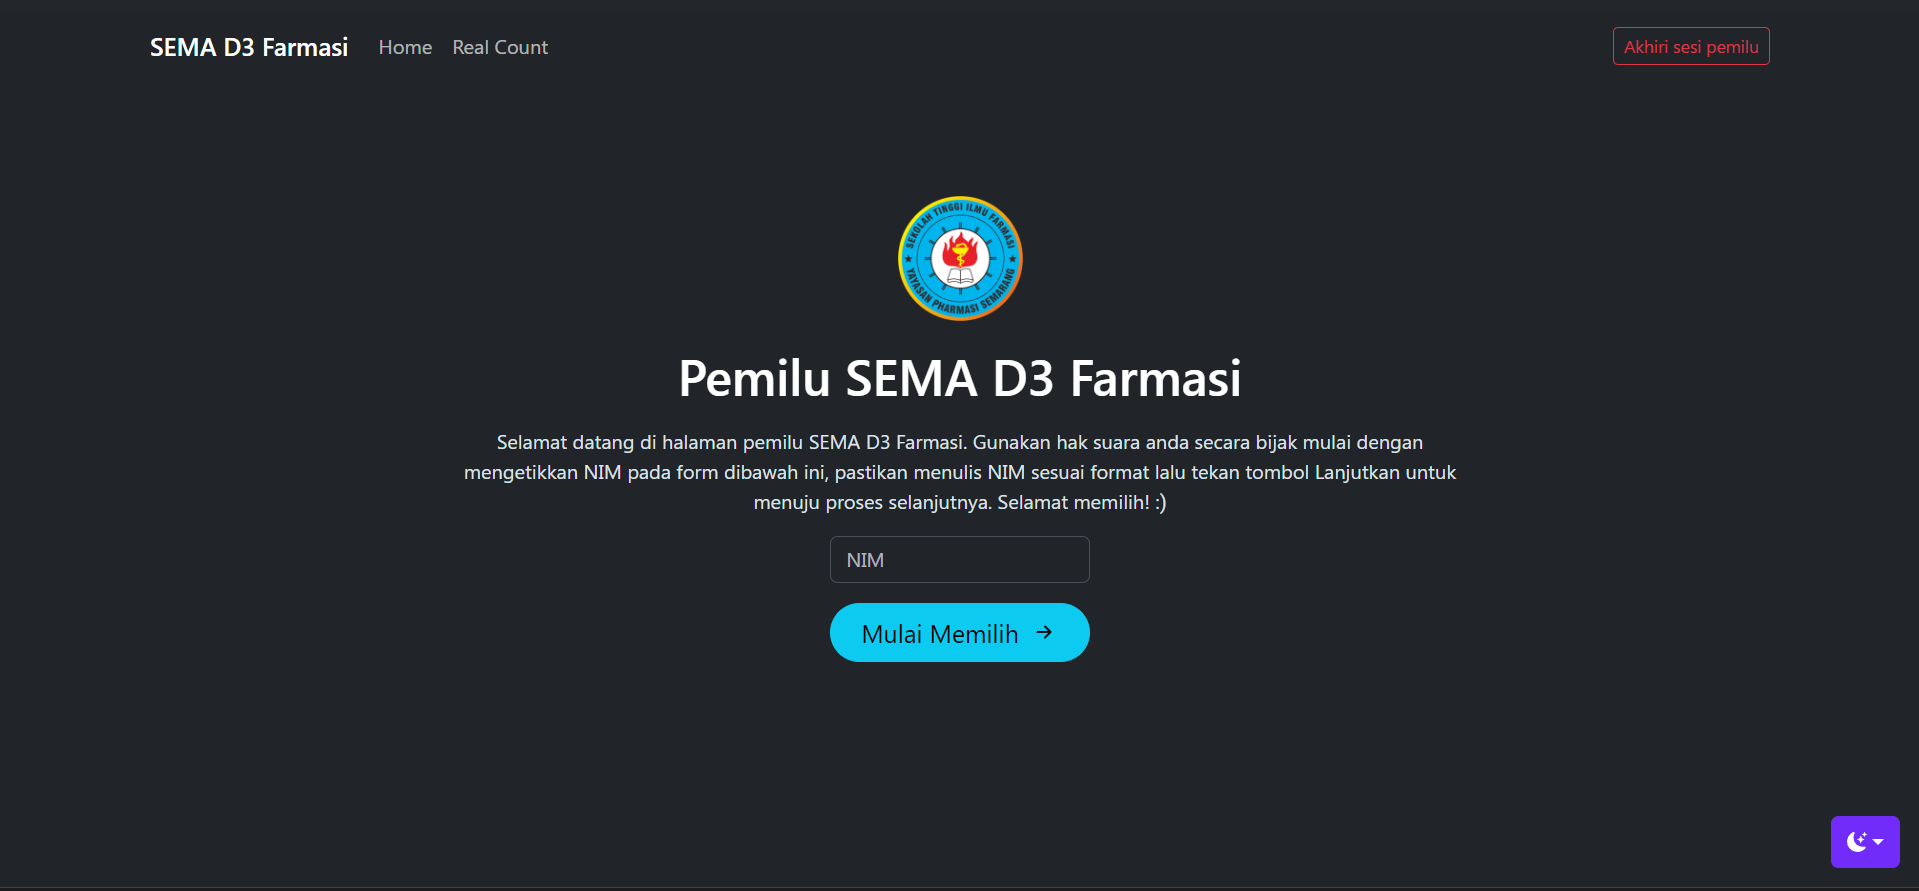 SEMA D3 Farmasi
Home
Real Count
Akhiri sesi pemilu
SEKOLAH TINGGI ILMU FARMASI
YAYASAN PHARMASI SEMARANG
Pemilu SEMA D3 Farmasi
Selamat datang di halaman pemilu SEMA D3 Farmasi. Gunakan hak suara anda secara bijak mulai dengan
mengetikkan NIM pada form dibawah ini, pastikan menulis NIM sesuai format lalu tekan tombol Lanjutkan untuk
menuju proses selanjutnya. Selamat memilih! :)
NIM
Mulai Memilih